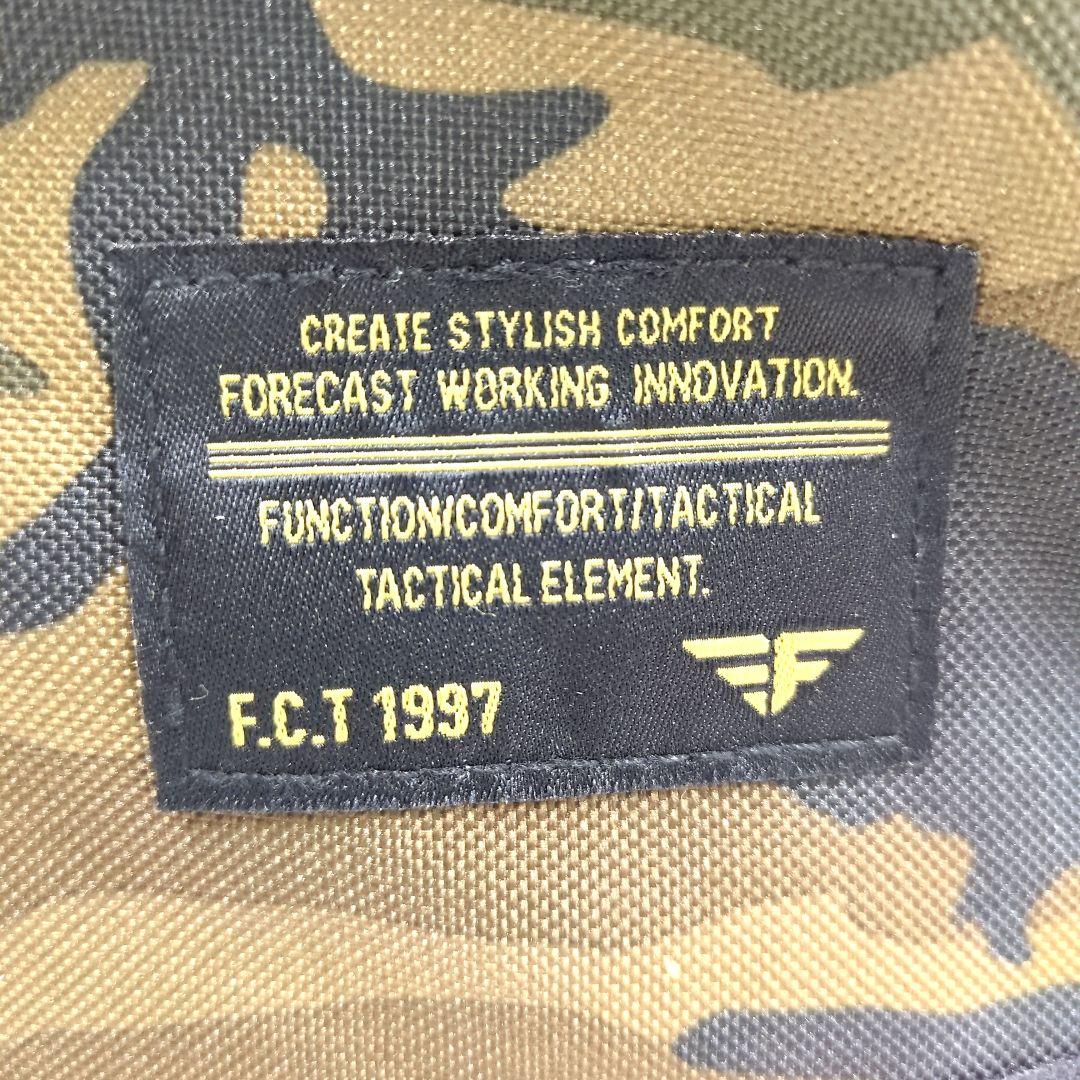 CREATE STYLISH COMFORT
FORECAST WORKING INNOVATION.
FUNCTION/COMFORT/TACTICAL
TACTICAL ELEMENT.
F.C.T 1997
F